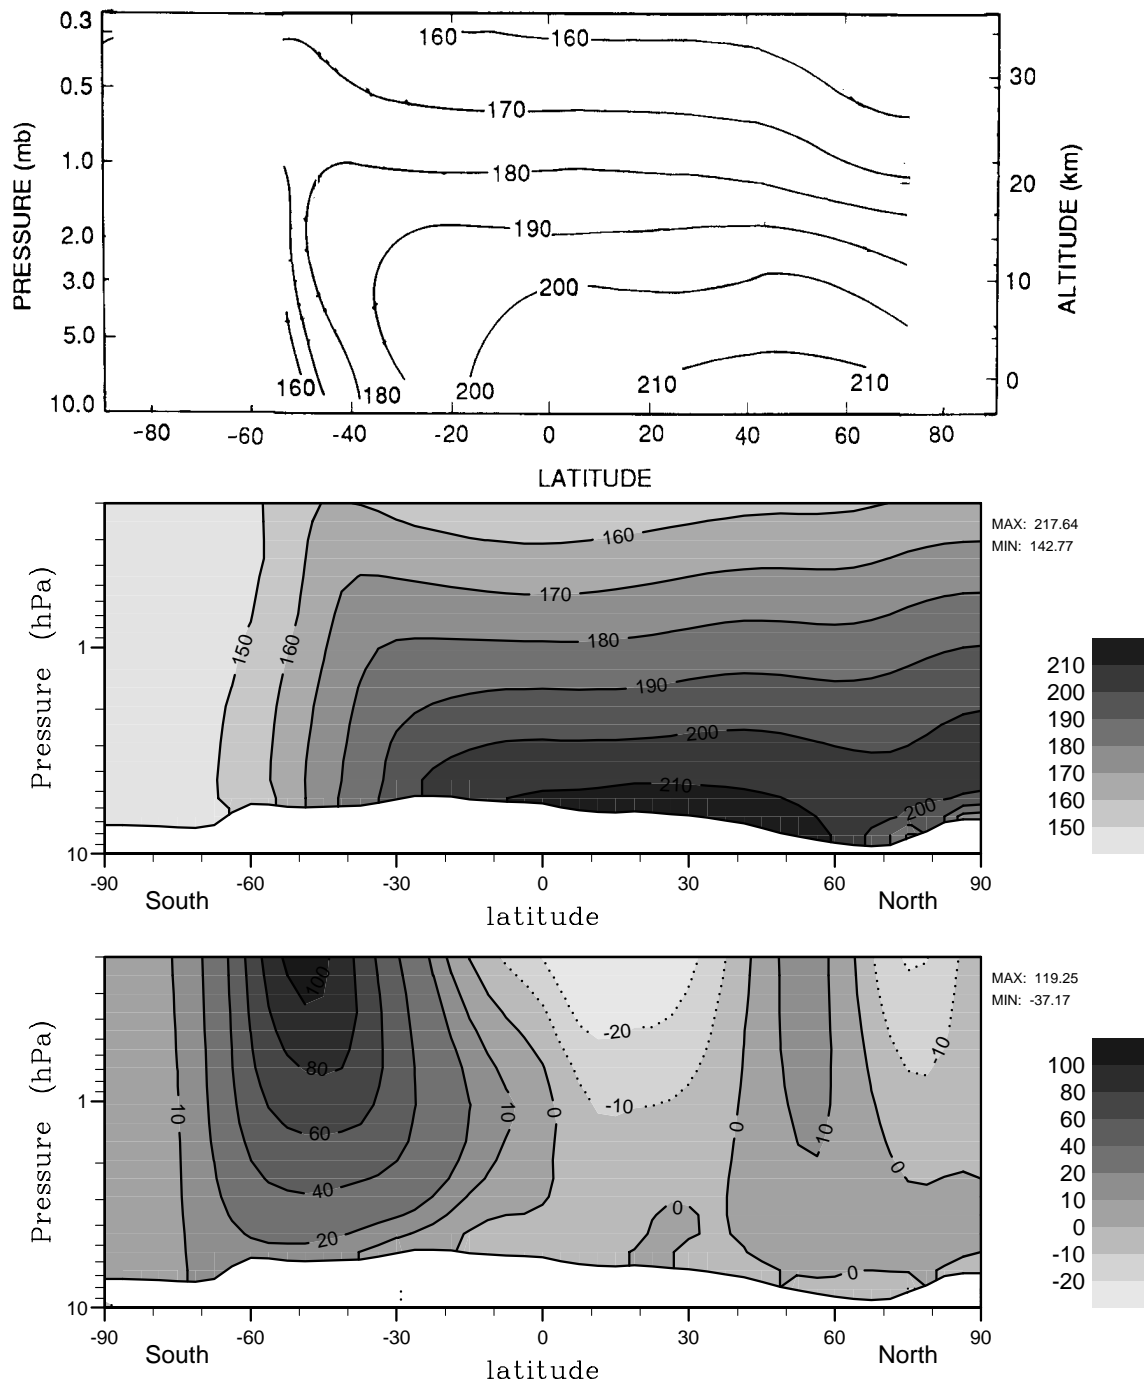 0.3
0.5
1.0
2.0
3.0
5.0
10.0
PRESSURE (mb)
30
20
10
0
ALTITUDE (km)
160 160
170
180
190
200
160 180 200 210 210
-80 -60 -40 -20 0 20 40 60 80
LATITUDE
MAX: 217.64
MIN: 142.77
Pressure (hPa)
1
10
160
170
150 160 180
190
200
210
200
210
200
190
180
170
160
150
-90 -60 -30 0 30 60 90
South North
latitude
MAX: 119.25
MIN: -37.17
Pressure (hPa)
1
10
100
-20
-10
80
10 10 0 -10 0 10
60
0
40
0
20
0
100
80
60
40
20
10
0
-10
-20
-90 -60 -30 0 30 60 90
South North
latitude